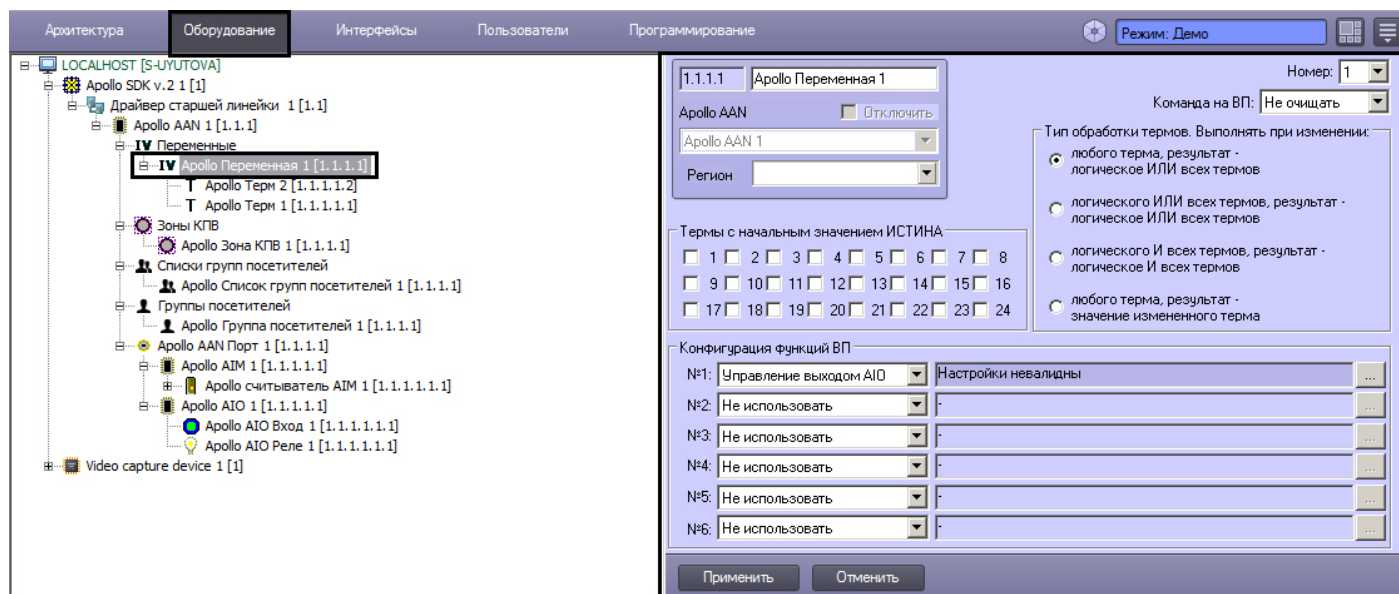 Архитектура Оборудование Интерфейсы Пользователи Программирование Режим: Демо
LOCALHOST [S-UYUTOVA]
Apollo SDK v.2 1 [1]
Драйвер старшей линейки 1 [1.1]
Apollo AAN 1 [1.1.1]
IV Переменные
IV Apollo Переменная 1 [1.1.1.1]
T Apollo Терм 2 [1.1.1.1.2]
T Apollo Терм 1 [1.1.1.1.1]
Зоны КПВ
Apollo Зона КПВ 1 [1.1.1.1]
Списки групп посетителей
Apollo Список групп посетителей 1 [1.1.1.1]
Группы посетителей
Apollo Группа посетителей 1 [1.1.1.1]
Apollo AAN Порт 1 [1.1.1.1]
Apollo AIM 1 [1.1.1.1.1]
Apollo считыватель AIM 1 [1.1.1.1.1.1]
Apollo AIO 1 [1.1.1.1.1]
Apollo AIO Вход 1 [1.1.1.1.1.1]
Apollo AIO Реле 1 [1.1.1.1.1.1]
Video capture device 1 [1]
1.1.1.1 Apollo Переменная 1
Apollo AAN Отключить
Apollo AAN 1
Регион
Номер: 1
Команда на ВП: Не очищать
Тип обработки термов. Выполнять при изменении:
любого терма, результат -
логическое ИЛИ всех термов
логического ИЛИ всех термов, результат -
логическое ИЛИ всех термов
логического И всех термов, результат -
логическое И всех термов
любого терма, результат -
значение измененного терма
Термы с начальным значением ИСТИНА
1 2 3 4 5 6 7 8
9 10 11 12 13 14 15 16
17 18 19 20 21 22 23 24
Конфигурация функций ВП
№1: Управление выходом AIO Настройки невалидны ...
№2: Не использовать - ...
№3: Не использовать - ...
№4: Не использовать - ...
№5: Не использовать - ...
№6: Не использовать - ...
Применить Отменить